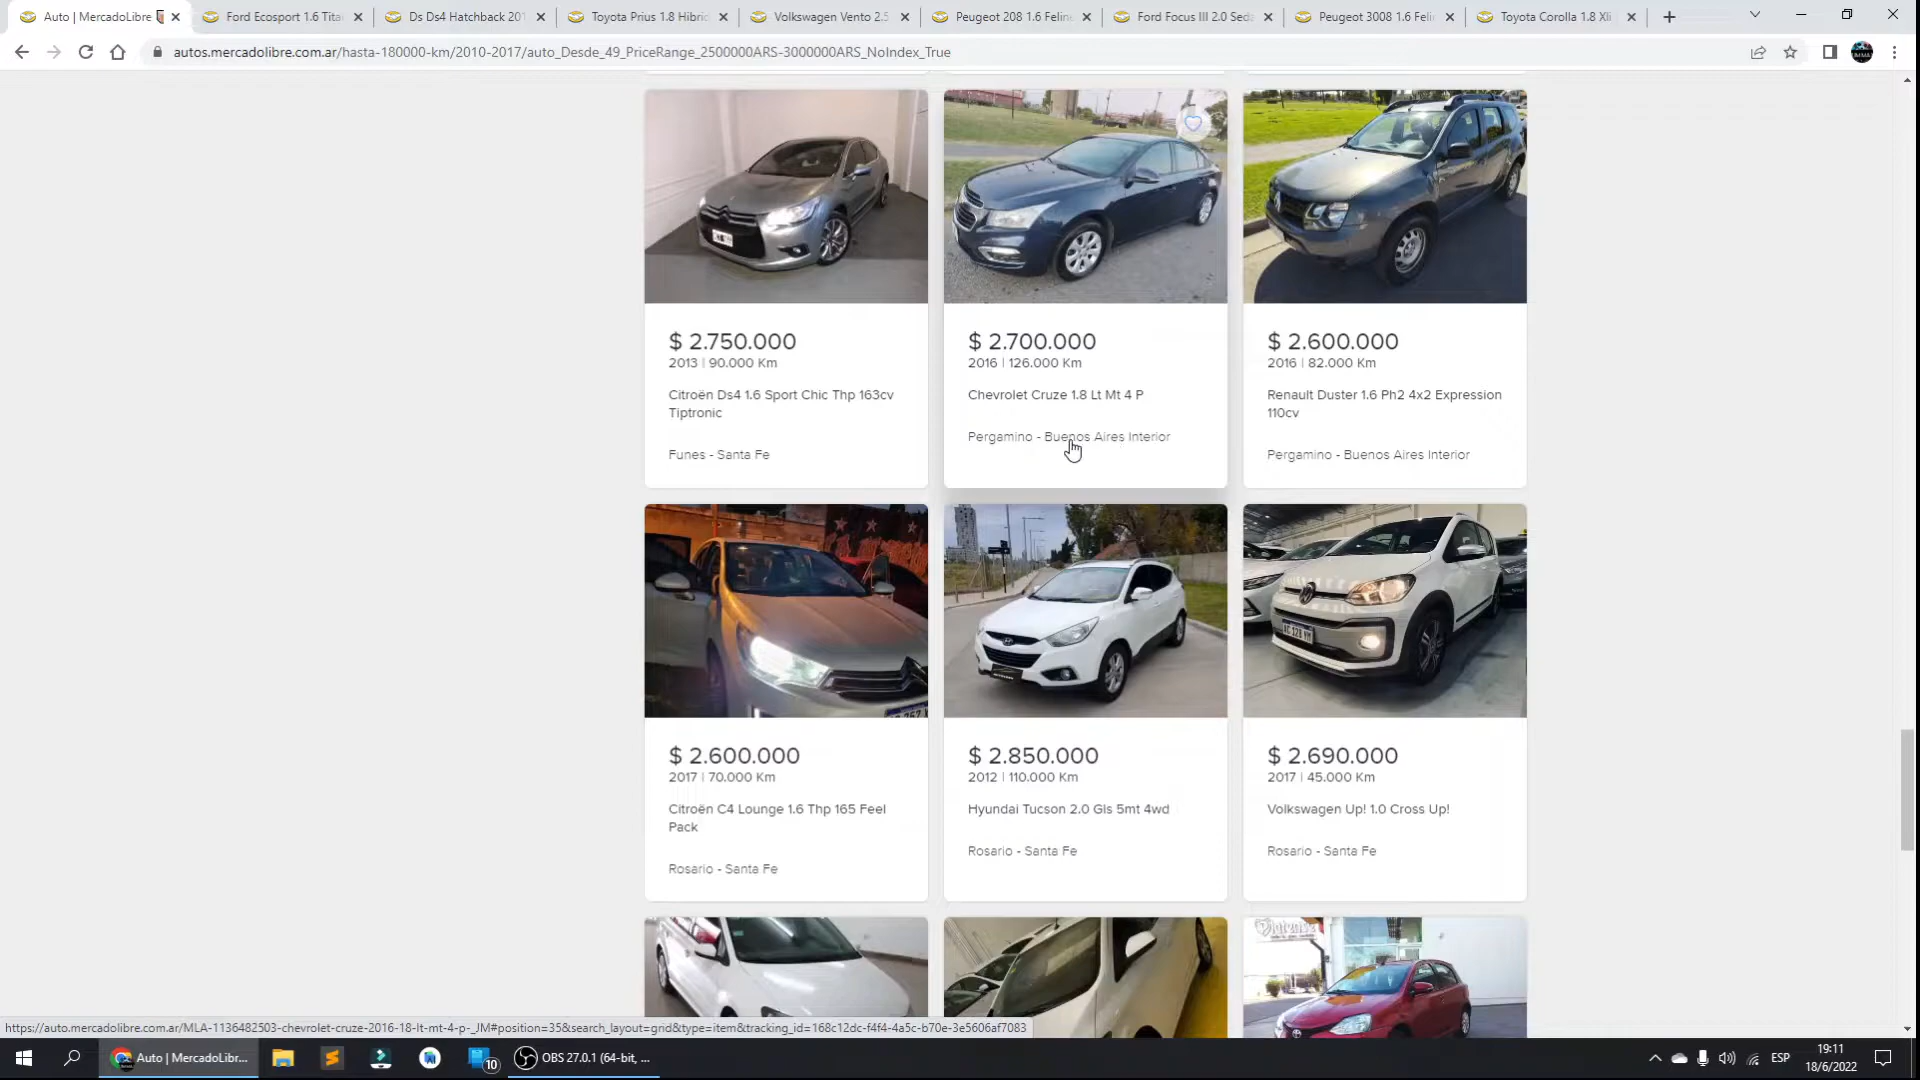 Auto | MercadoLibre
Ford Ecosport 1.6 Tita
Ds Ds4 Hatchback 201
Toyota Prius 1.8 Hibric
Volkswagen Vento 2.5
Peugeot 208 1.6 Feline
Ford Focus III 2.0 Seda
Peugeot 3008 1.6 Feli
Toyota Corolla 1.8 Xli
autos.mercadolibre.com.ar/hasta-180000-km/2010-2017/auto_Desde_49_PriceRange_2500000ARS-3000000ARS_NoIndex_True
$ 2.750.000
2013 | 90.000 Km
Citroën Ds4 1.6 Sport Chic Thp 163cv
Tiptronic
Funes - Santa Fe
$ 2.700.000
2016 | 126.000 Km
Chevrolet Cruze 1.8 Lt Mt 4 P
Pergamino - Buenos Aires Interior
$ 2.600.000
2016 | 82.000 Km
Renault Duster 1.6 Ph2 4x2 Expression
110cv
Pergamino - Buenos Aires Interior
$ 2.600.000
2017 | 70.000 Km
Citroën C4 Lounge 1.6 Thp 165 Feel
Pack
Rosario - Santa Fe
$ 2.850.000
2012 | 110.000 Km
Hyundai Tucson 2.0 Gls 5mt 4wd
Rosario - Santa Fe
$ 2.690.000
2017 | 45.000 Km
Volkswagen Up! 1.0 Cross Up!
Rosario - Santa Fe
https://auto.mercadolibre.com.ar/MLA-1136482503-chevrolet-cruze-2016-18-lt-mt-4-p-_JM#position=35&search_layout=grid&type=item&tracking_id=168c12dc-f4f4-4a5c-b70e-3e5606af7083
Auto | MercadoLibr...
10
OBS 27.0.1 (64-bit, ...
ESP
19:11
18/6/2022